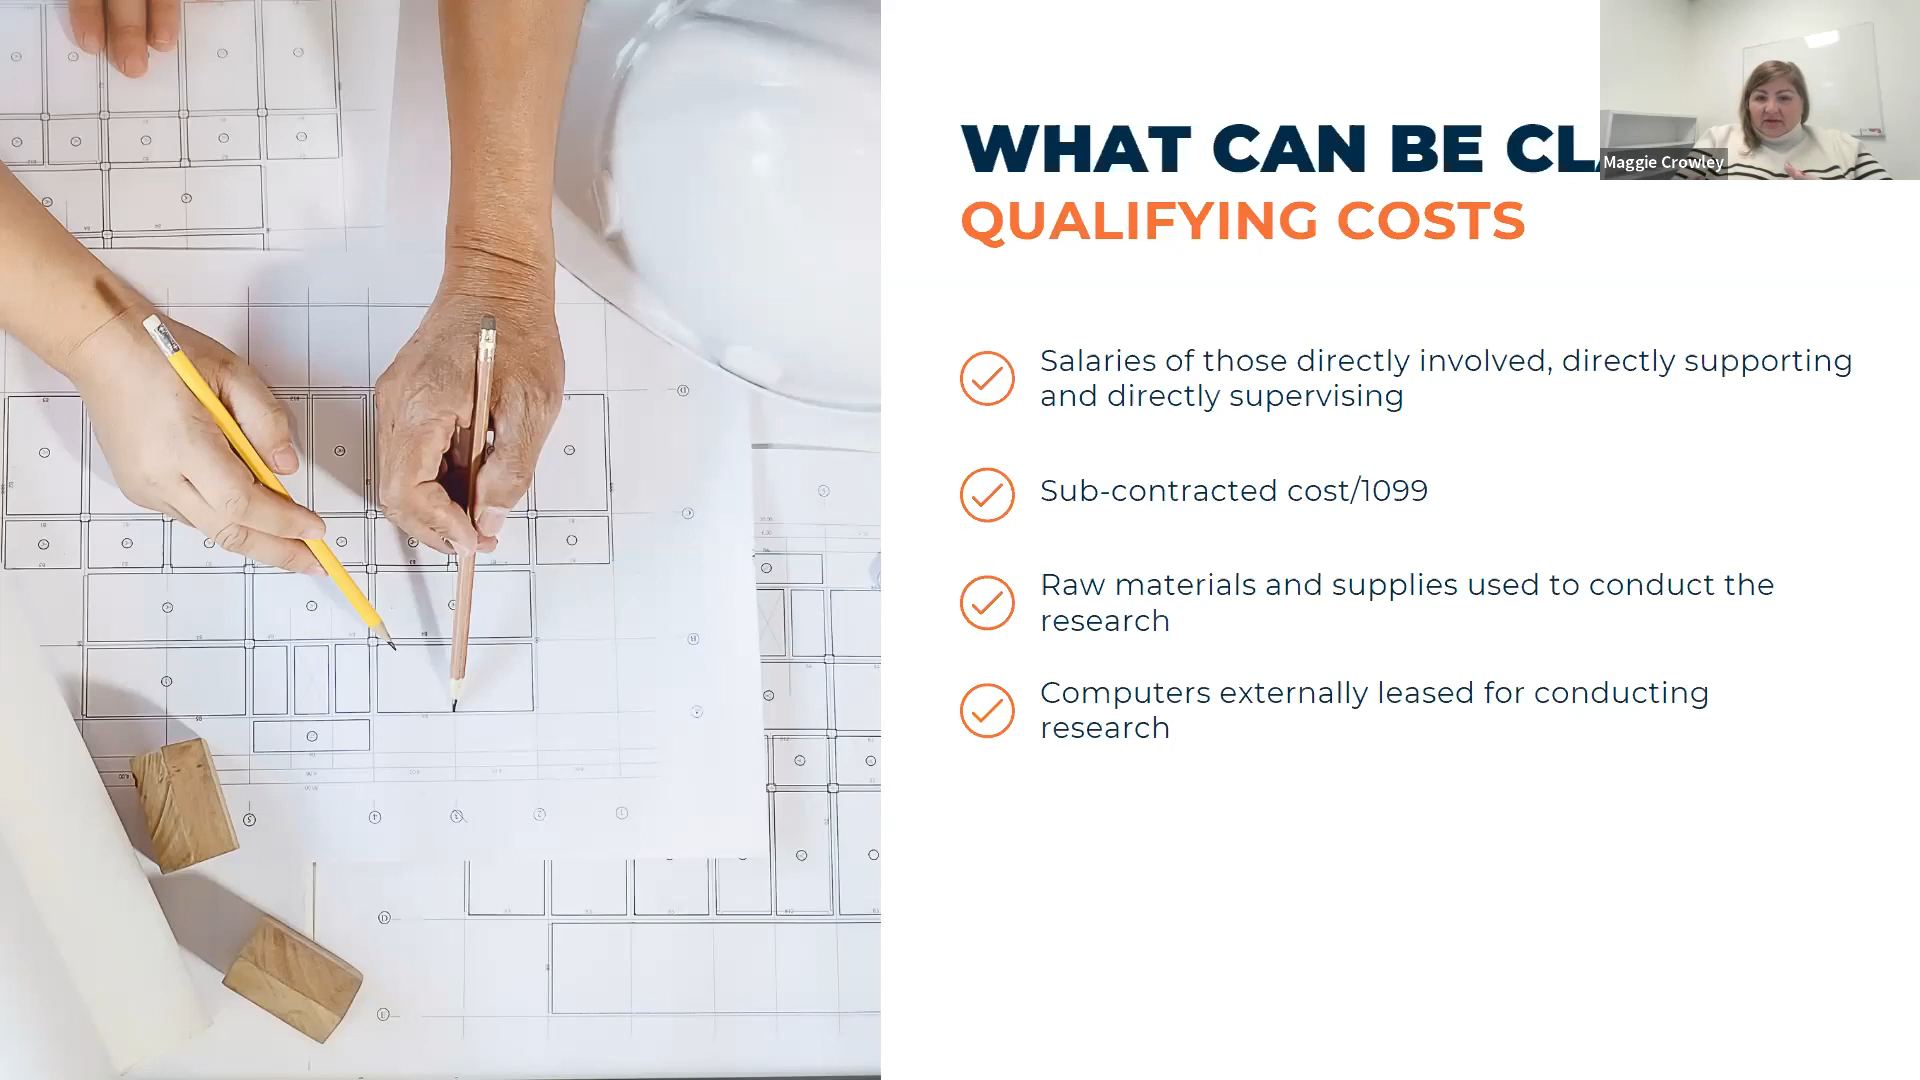 WHAT CAN BE CL
Maggie Crowley
QUALIFYING COSTS
Salaries of those directly involved, directly supporting
and directly supervising
Sub-contracted cost/1099
Raw materials and supplies used to conduct the
research
Computers externally leased for conducting
research